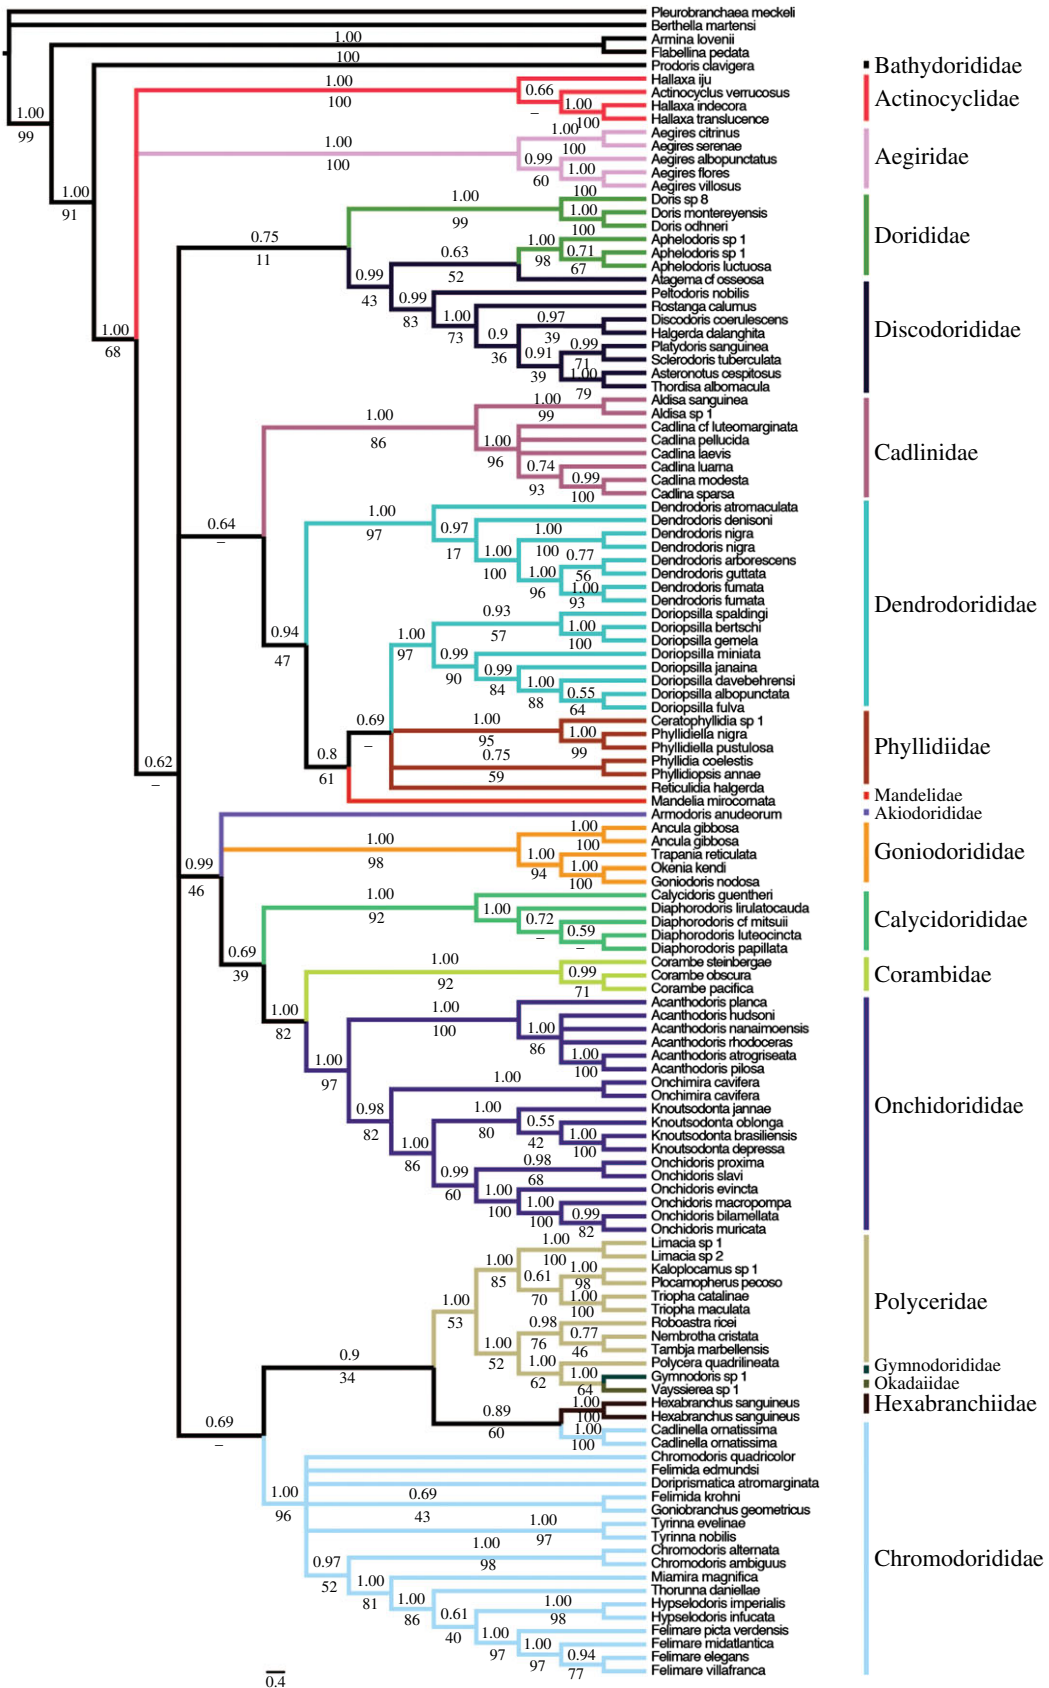 Pleurobranchaea meckeli
Berthella martensi
1.00
Armina lovenii
Flabellina pedata
100
Prodoris clavigera
Bathydorididae
1.00
99
1.00
91
1.00
68
1.00
100
Hallaxa iju
0.66
–
Actinocyclus verrucosus
1.00
100
Hallaxa indecora
Hallaxa translucence
Actinocyclidae
1.00
100
1.00
100
Aegires citrinus
Aegires serenae
0.99
60
Aegires albopunctatus
1.00
100
Aegires flores
Aegires villosus
Aegiridae
0.62
–
0.75
11
1.00
99
Doris sp 8
1.00
100
Doris montereyensis
Doris odhneri
Dorididae
0.99
43
0.63
52
1.00
98
Aphelodoris sp 1
0.71
67
Aphelodoris sp 1
Aphelodoris luctuosa
Atagema cf osseosa
0.99
83
Peltodoris nobilis
1.00
73
Rostanga calumus
0.9
36
0.97
39
Discodoris coerulescens
Halgerda dalanghita
0.91
39
0.99
71
Platydoris sanguinea
Sclerodoris tuberculata
1.00
79
Asteronotus cespitosus
Thordisa albomacula
Discodorididae
0.64
–
1.00
86
1.00
99
Aldisa sanguinea
Aldisa sp 1
1.00
96
Cadlina cf luteomarginata
Cadlina pellucida
Cadlina laevis
0.74
93
Cadlina luarna
0.99
100
Cadlina modesta
Cadlina sparsa
Cadlinidae
0.94
47
1.00
97
Dendrodoris atromaculata
0.97
17
Dendrodoris denisoni
1.00
100
1.00
100
Dendrodoris nigra
Dendrodoris nigra
1.00
96
0.77
56
Dendrodoris arborescens
Dendrodoris guttata
1.00
93
Dendrodoris fumata
Dendrodoris fumata
Dendrodorididae
0.8
61
0.69
–
1.00
97
0.93
57
Doriopsilla spaldingi
1.00
100
Doriopsilla bertschi
Doriopsilla gemela
0.99
90
Doriopsilla miniata
0.99
84
Doriopsilla janaina
1.00
88
Doriopsilla davebehrensi
0.55
64
Doriopsilla albopunctata
Doriopsilla fulva
1.00
95
Ceratophyllidia sp 1
1.00
99
Phyllidiella nigra
Phyllidiella pustulosa
0.75
59
Phyllidia coelestis
Phyllidiopsis annae
Reticulidia halgerda
Phyllidiidae
Mandelia mirocornata
Mandelidae
0.99
46
Armodoris anudeorum
Akiodorididae
1.00
98
1.00
100
Ancula gibbosa
Ancula gibbosa
1.00
94
Trapania reticulata
1.00
100
Okenia kendi
Goniodoris nodosa
Goniodorididae
0.69
39
1.00
92
Calycidoris guentheri
1.00
Diaphorodoris lirulatocauda
0.72
–
Diaphorodoris cf mitsuii
0.59
–
Diaphorodoris luteocincta
Diaphorodoris papillata
Calycidorididae
1.00
82
1.00
92
Corambe steinbergae
0.99
71
Corambe obscura
Corambe pacifica
Corambidae
1.00
97
1.00
100
Acanthodoris planca
1.00
86
Acanthodoris hudsoni
Acanthodoris nanaimoensis
Acanthodoris rhodoceras
1.00
100
Acanthodoris atrogriseata
Acanthodoris pilosa
0.98
82
1.00
Onchimira cavifera
Onchimira cavifera
1.00
86
1.00
80
Knoutsodonta jannae
0.55
42
Knoutsodonta oblonga
1.00
100
Knoutsodonta brasiliensis
Knoutsodonta depressa
0.99
60
0.98
68
Onchidoris proxima
Onchidoris slavi
1.00
100
Onchidoris evincta
1.00
100
Onchidoris macropompa
0.99
82
Onchidoris bilamellata
Onchidoris muricata
Onchidorididae
0.69
–
0.9
34
1.00
53
1.00
85
1.00
100
Limacia sp 1
Limacia sp 2
0.61
70
1.00
98
Kaloplocamus sp 1
Plocamopherus pecoso
1.00
100
Triopha catalinae
Triopha maculata
1.00
52
0.98
76
Roboastra ricei
0.77
46
Nembrotha cristata
Tambja marbellensis
1.00
62
Polycera quadrilineata
Polyceridae
1.00
64
Gymnodoris sp 1
Gymnodorididae
Vayssierea sp 1
Okadaiidae
0.89
60
1.00
100
Hexabranchus sanguineus
Hexabranchus sanguineus
Hexabranchiidae
1.00
100
Cadlinella ornatissima
Cadlinella ornatissima
1.00
96
Chromodoris quadricolor
Felimida edmundsi
Doriprismatica atromarginata
0.69
43
Felimida krohni
Goniobranchus geometricus
1.00
97
Tyrinna evelinae
Tyrinna nobilis
0.97
52
1.00
98
Chromodoris alternata
Chromodoris ambiguus
1.00
81
Miamira magnifica
1.00
86
Thorunna daniellae
0.61
40
1.00
98
Hypselodoris imperialis
Hypselodoris infucata
1.00
97
Felimare picta verdensis
1.00
97
Felimare midatlantica
0.94
77
Felimare elegans
Felimare villafranca
Chromodorididae
0.4